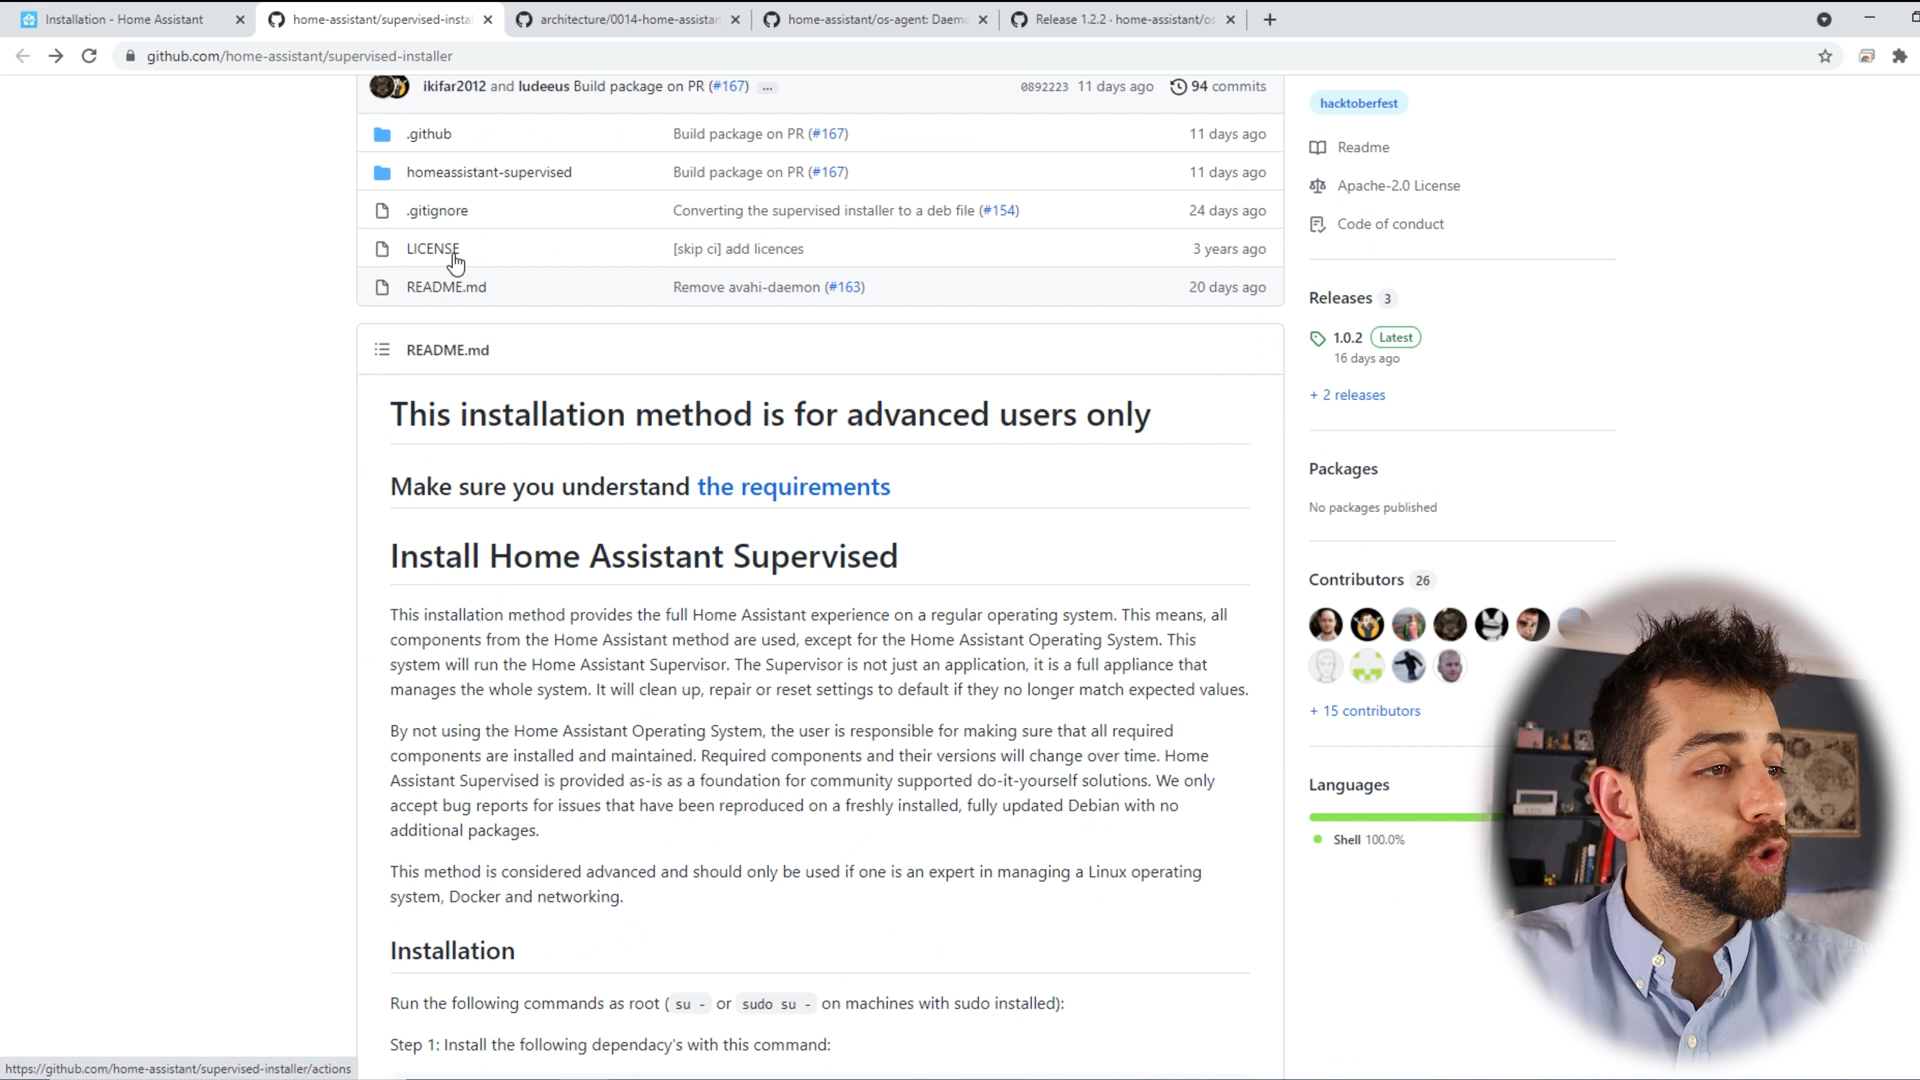 Installation - Home Assistant
home-assistant/supervised-insta
architecture/0014-home-assistan
home-assistant/os-agent: Daemo
Release 1.2.2 · home-assistant/os
github.com/home-assistant/supervised-installer
ikifar2012 and ludeeus Build package on PR (#167) ...
0892223 11 days ago 94 commits
.github Build package on PR (#167) 11 days ago
homeassistant-supervised Build package on PR (#167) 11 days ago
.gitignore Converting the supervised installer to a deb file (#154) 24 days ago
LICENSE [skip ci] add licences 3 years ago
README.md Remove avahi-daemon (#163) 20 days ago
README.md
This installation method is for advanced users only
Make sure you understand the requirements
Install Home Assistant Supervised
This installation method provides the full Home Assistant experience on a regular operating system. This means, all
components from the Home Assistant method are used, except for the Home Assistant Operating System. This
system will run the Home Assistant Supervisor. The Supervisor is not just an application, it is a full appliance that
manages the whole system. It will clean up, repair or reset settings to default if they no longer match expected values.
By not using the Home Assistant Operating System, the user is responsible for making sure that all required
components are installed and maintained. Required components and their versions will change over time. Home
Assistant Supervised is provided as-is as a foundation for community supported do-it-yourself solutions. We only
accept bug reports for issues that have been reproduced on a freshly installed, fully updated Debian with no
additional packages.
This method is considered advanced and should only be used if one is an expert in managing a Linux operating
system, Docker and networking.
Installation
Run the following commands as root ( su - or sudo su - on machines with sudo installed):
Step 1: Install the following dependacy's with this command:
https://github.com/home-assistant/supervised-installer/actions
hacktoberfest
Readme
Apache-2.0 License
Code of conduct
Releases 3
1.0.2 Latest
16 days ago
+ 2 releases
Packages
No packages published
Contributors 26
+ 15 contributors
Languages
Shell 100.0%